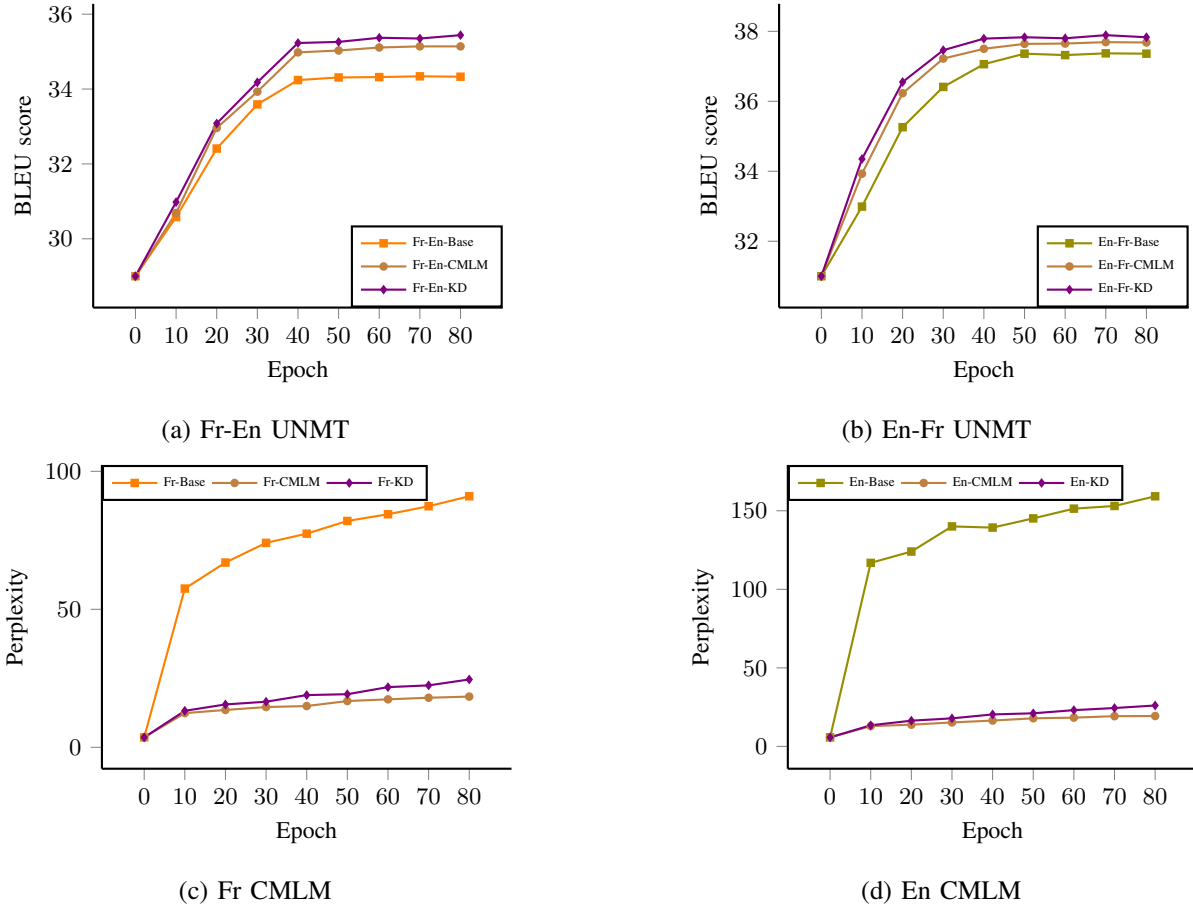 36
34
32
30
BLEU score
Fr-En-Base
Fr-En-CMLM
Fr-En-KD
0 10 20 30 40 50 60 70 80
Epoch
(a) Fr-En UNMT
38
36
34
32
BLEU score
En-Fr-Base
En-Fr-CMLM
En-Fr-KD
0 10 20 30 40 50 60 70 80
Epoch
(b) En-Fr UNMT
100
50
0
Perplexity
Fr-Base Fr-CMLM Fr-KD
0 10 20 30 40 50 60 70 80
Epoch
(c) Fr CMLM
150
100
50
0
Perplexity
En-Base En-CMLM En-KD
0 10 20 30 40 50 60 70 80
Epoch
(d) En CMLM